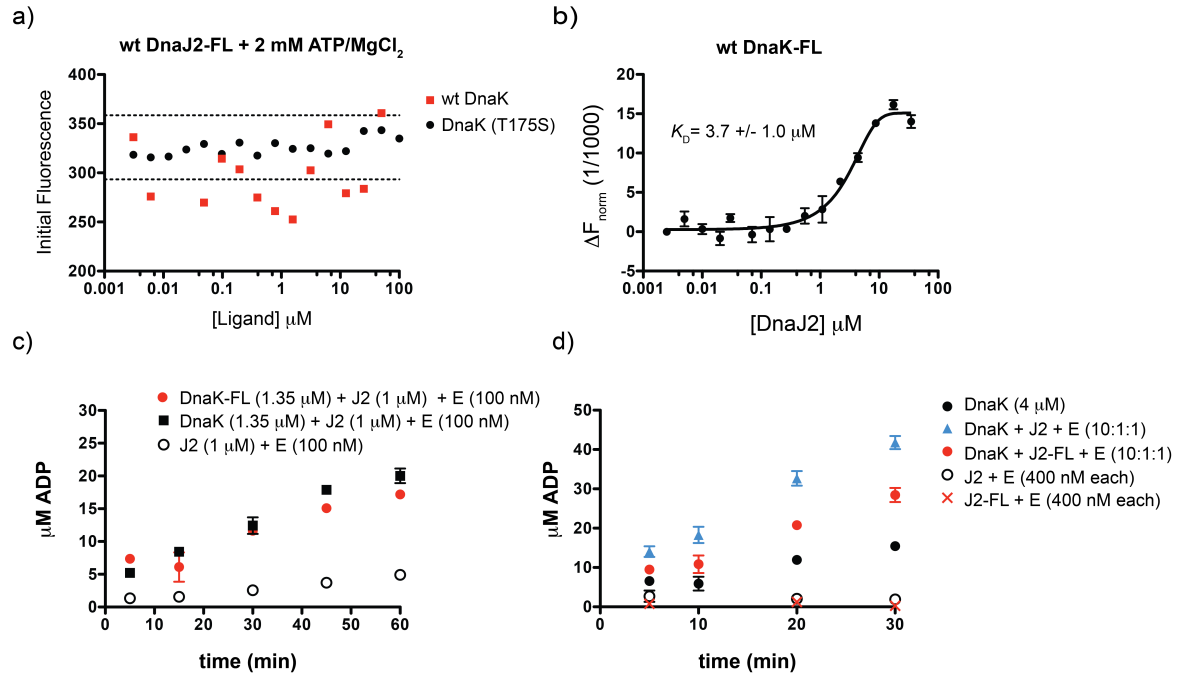 a)
wt DnaJ2-FL + 2 mM ATP/MgCl2
400
350
300
250
200
Initial Fluorescence
0.001 0.01 0.1 1 10 100
[Ligand] µM
wt DnaK
DnaK (T175S)
b)
wt DnaK-FL
20
15
10
5
0
-5
ΔFnorm (1/1000)
KD= 3.7 +/- 1.0 µM
0.001 0.01 0.1 1 10 100
[DnaJ2] µM
c)
DnaK-FL (1.35 µM) + J2 (1 µM) + E (100 nM)
DnaK (1.35 µM) + J2 (1 µM) + E (100 nM)
J2 (1 µM) + E (100 nM)
30
25
20
15
10
5
0
µM ADP
0 10 20 30 40 50 60
time (min)
d)
DnaK (4 µM)
DnaK + J2 + E (10:1:1)
DnaK + J2-FL + E (10:1:1)
J2 + E (400 nM each)
J2-FL + E (400 nM each)
50
40
30
20
10
0
µM ADP
0 10 20 30
time (min)